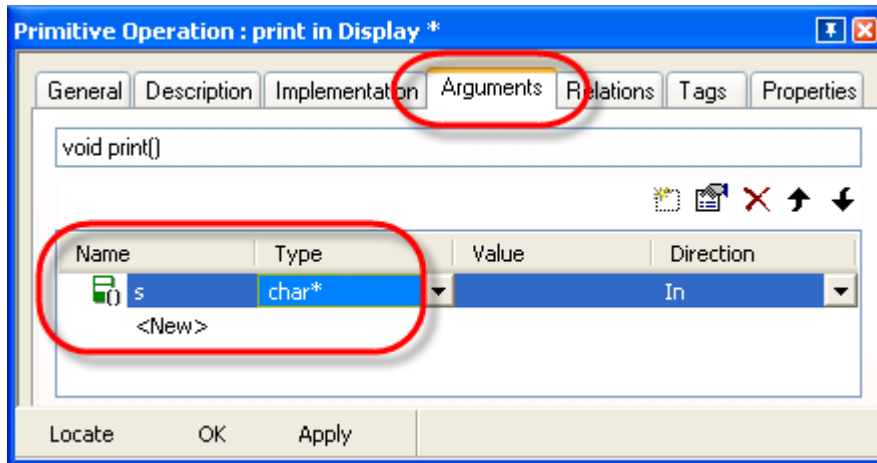 Primitive Operation : print in Display *
General Description Implementation Arguments Relations Tags Properties
void print()
Name Type Value Direction
s char* In
<New>
Locate OK Apply